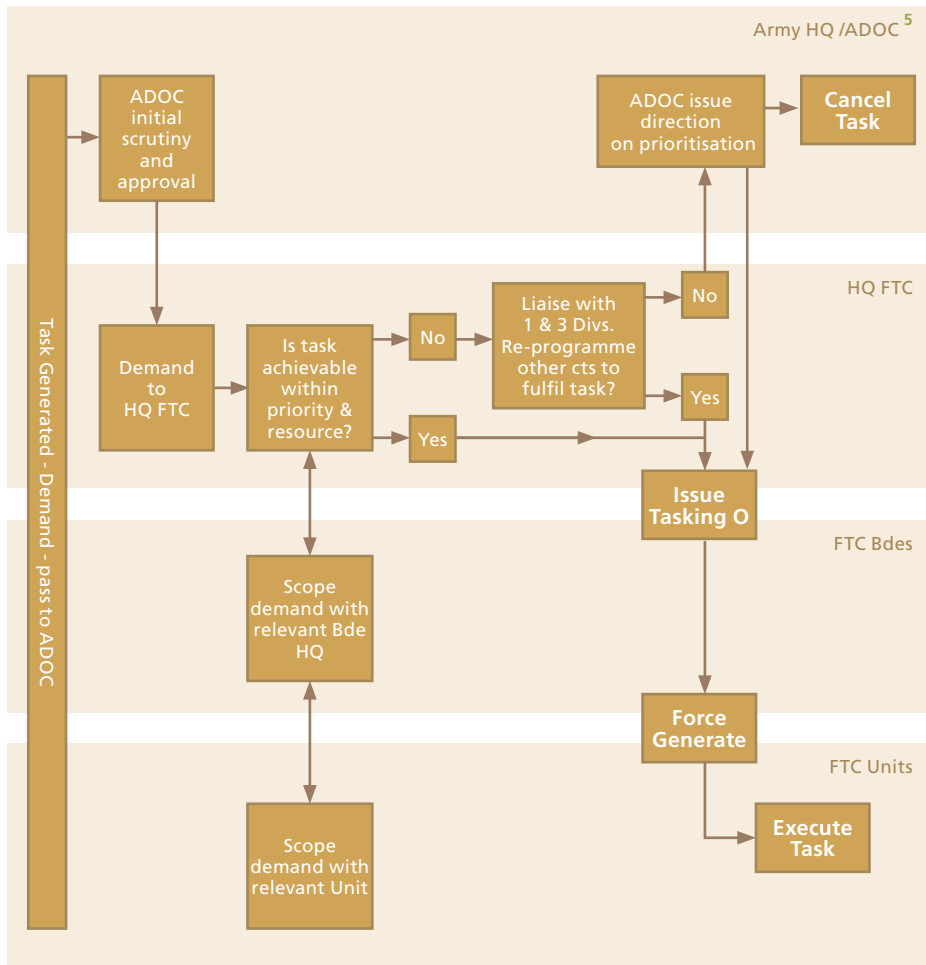 Army HQ /ADOC 5
Task Generated - Demand - pass to ADOC
ADOC
initial
scrutiny
and
approval
ADOC issue
direction
on prioritisation
Cancel
Task
HQ FTC
Demand
to
HQ FTC
Is task
achievable
within
priority &
resource?
No
Yes
Liaise with
1 & 3 Divs.
Re-programme
other cts to
fulfil task?
No
Yes
Issue
Tasking O
FTC Bdes
Scope
demand with
relevant Bde
HQ
Force
Generate
FTC Units
Scope
demand with
relevant Unit
Execute
Task